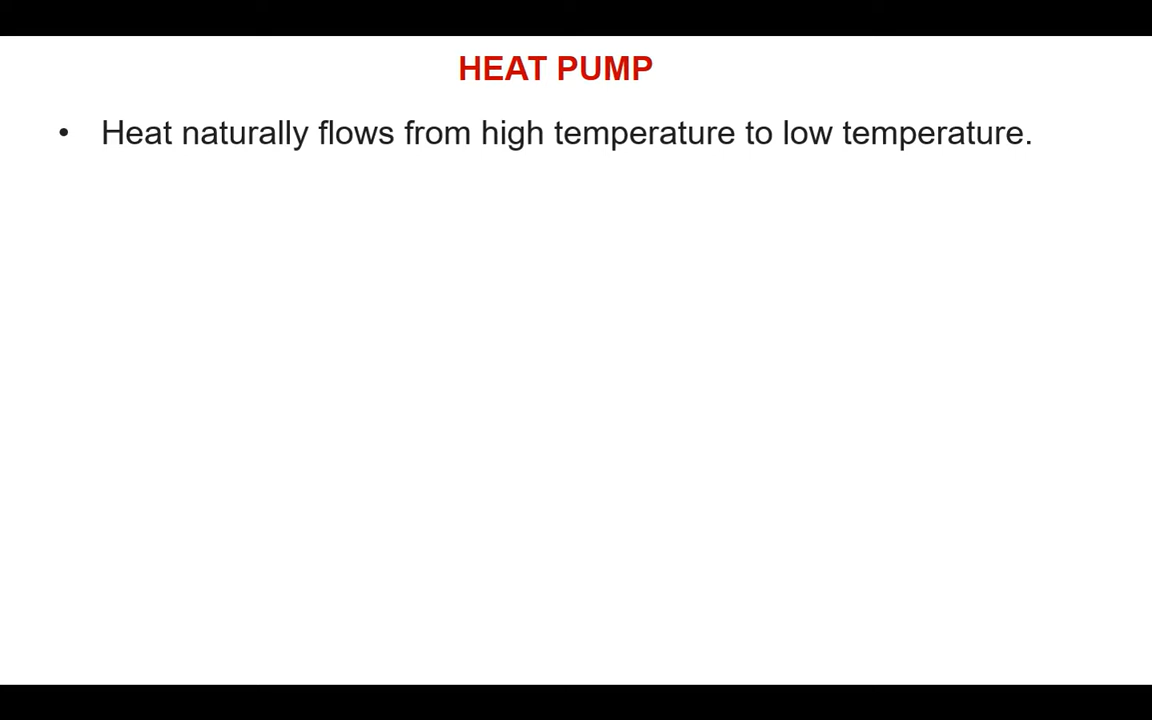 HEAT PUMP
• Heat naturally flows from high temperature to low temperature.